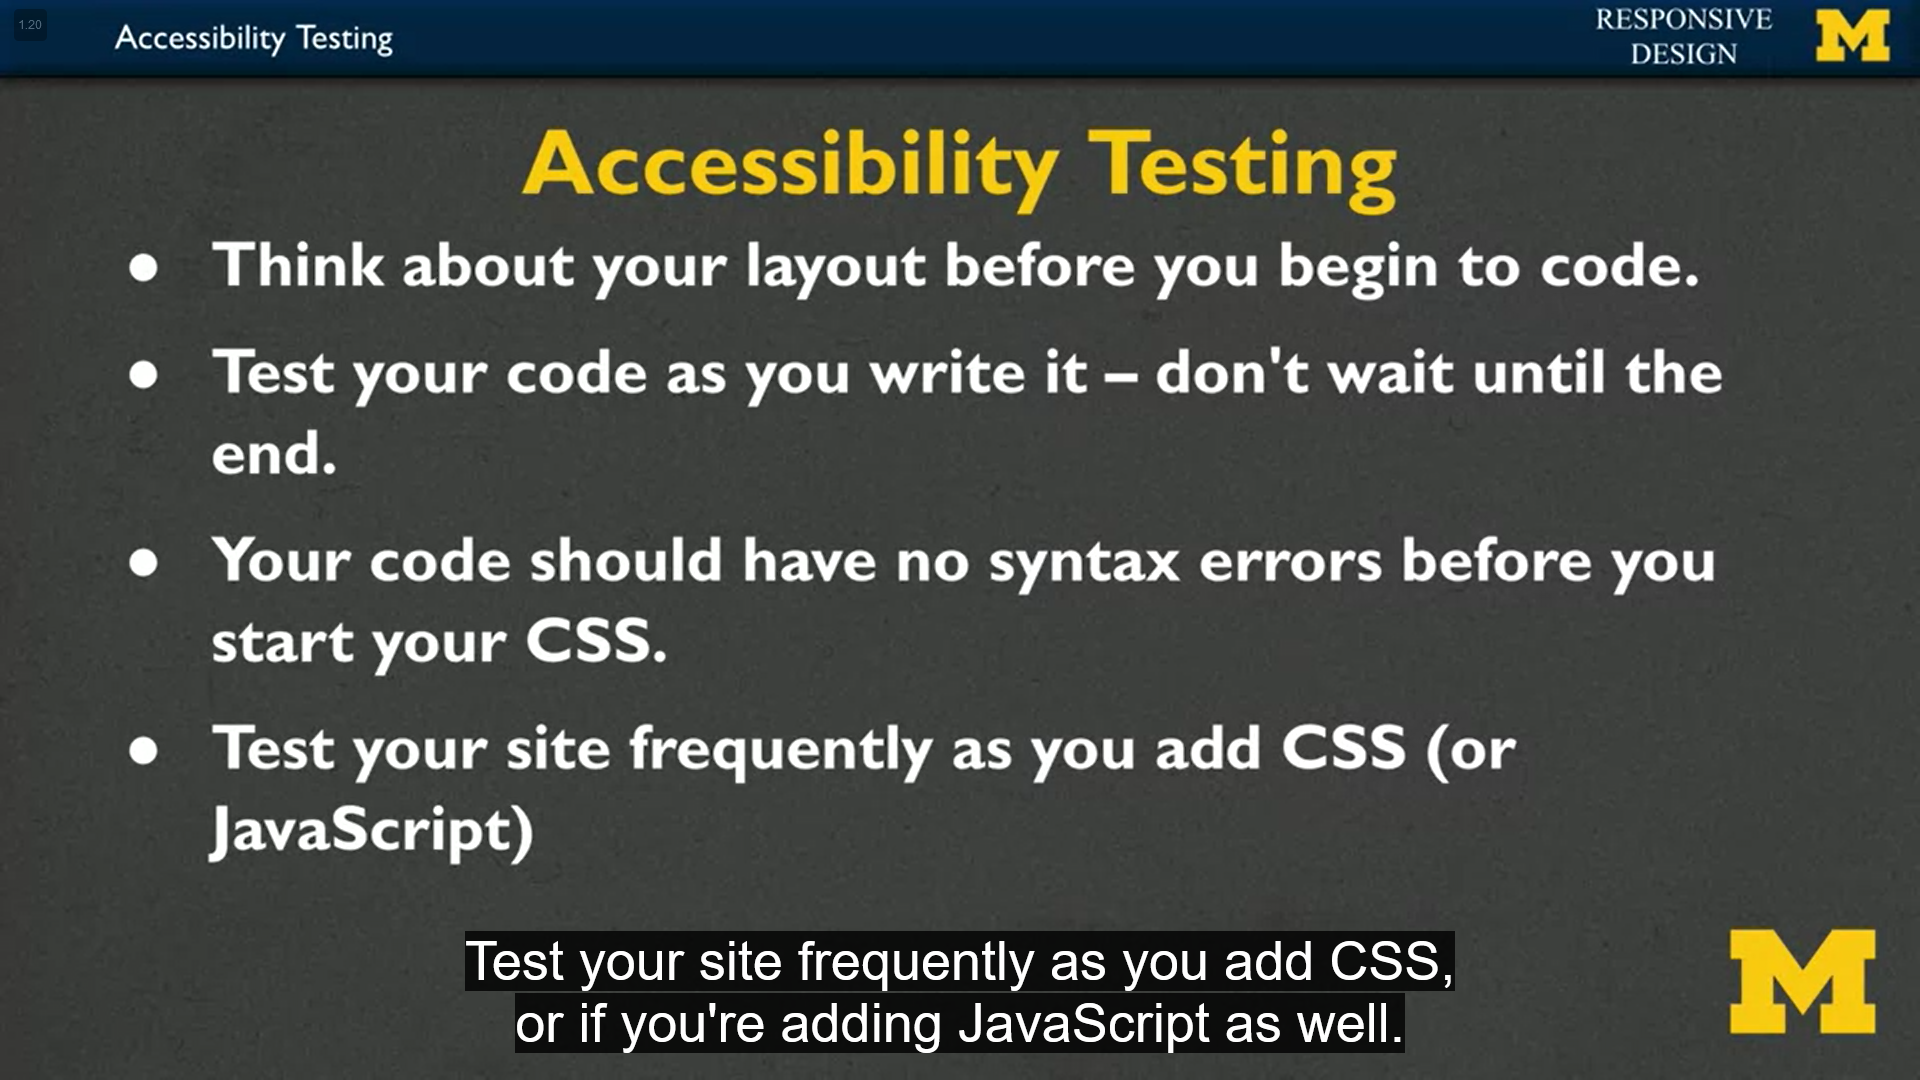 1.20
Accessibility Testing
RESPONSIVE
DESIGN
M
Accessibility Testing
● Think about your layout before you begin to code.
● Test your code as you write it – don't wait until the
end.
● Your code should have no syntax errors before you
start your CSS.
● Test your site frequently as you add CSS (or
JavaScript)
Test your site frequently as you add CSS,
or if you're adding JavaScript as well.
M